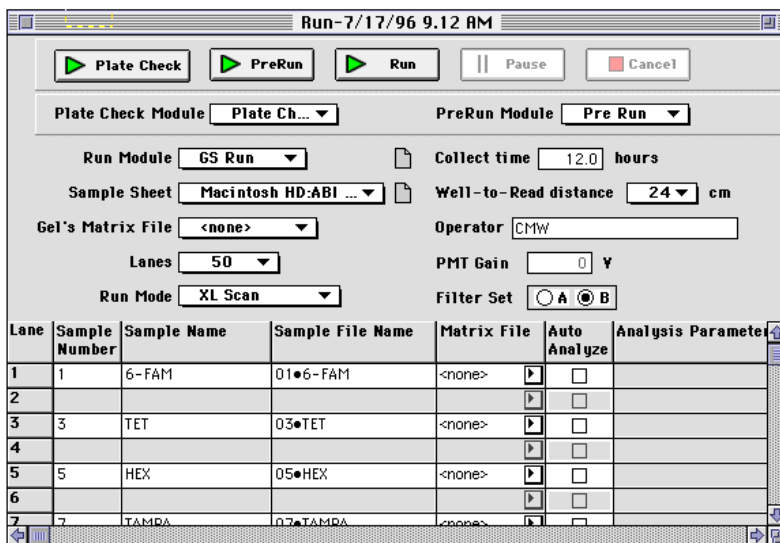 Run-7/17/96 9.12 AM
Plate Check PreRun Run Pause Cancel
Plate Check Module Plate Ch... PreRun Module Pre Run
Run Module GS Run Collect time 12.0 hours
Sample Sheet Macintosh HD:ABI ... Well-to-Read distance 24 cm
Gel's Matrix File <none> Operator CMW
Lanes 50 PMT Gain 0 V
Run Mode XL Scan Filter Set A B
Lane Sample Number Sample Name Sample File Name Matrix File Auto Analyze Analysis Parameter
1 1 6-FAM 01•6-FAM <none>
2
3 3 TET 03•TET <none>
4
5 5 HEX 05•HEX <none>
6
7 7 TAMRA 07•TAMRA <none>